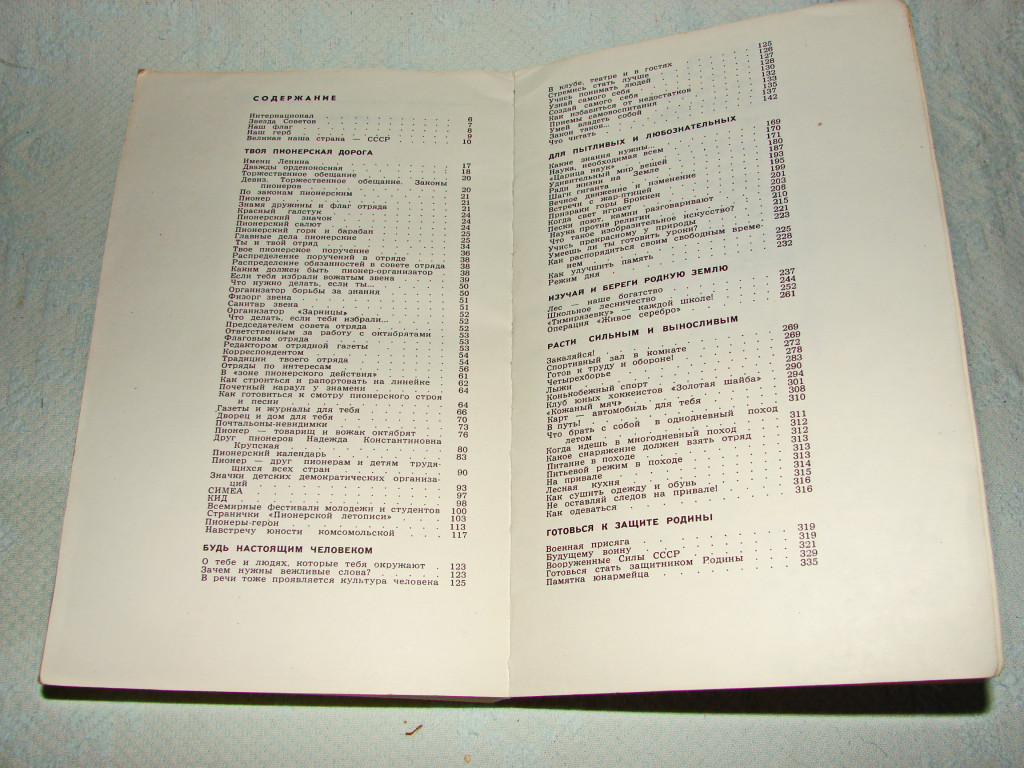 СОДЕРЖАНИЕ
Интернационал 6
Звезда Советов 7
Наш флаг 8
Наш герб 9
Великая наша страна — СССР 10
ТВОЯ ПИОНЕРСКАЯ ДОРОГА
Имени Ленина 17
Дважды орденоносная 18
Торжественное обещание 20
Девиз. Торжественное обещание. Законы
пионеров 20
По законам пионерским 21
Пионер 21
Знамя дружины и флаг отряда 21
Красный галстук 24
Пионерский значок 24
Пионерский салют 24
Пионерский горн и барабан 25
Главные дела пионерские 25
Ты и твой отряд 34
Твое пионерское поручение 36
Распределение поручений в отряде 38
Распределение обязанностей в совете отряда 38
Каким должен быть пионер-организатор 38
Если тебя избрали вожатым звена 39
Что нужно делать, если ты... 50
Организатор борьбы за знания 50
Физорг звена 51
Санитар звена 51
Организатор «Зарницы» 52
Что делать, если тебя избрали... 52
Председателем совета отряда 52
Ответственным за работу с октябрятами 53
Флаговым отряда 53
Редактором отрядной газеты 53
Корреспондентом 54
Традиции твоего отряда 54
Отряды по интересам 56
В «зоне пионерского действия» 61
Как строиться и рапортовать на линейке 62
Почетный караул у знамени 64
Как готовиться к смотру пионерского строя
и песни 64
Газеты и журналы для тебя 66
Дворец и дом для тебя 70
Почтальоны-невидимки 73
Пионер — товарищ и вожак октябрят 76
Друг пионеров Надежда Константиновна
Крупская 80
Пионерский календарь 83
Пионер — друг пионерам и детям трудя-
щихся всех стран 90
Значки детских демократических организа-
ций 93
СИМЕА 97
КИД 98
Всемирные фестивали молодежи и студентов 100
Странички «Пионерской летописи» 103
Пионеры-герои 113
Навстречу юности комсомольской 117
БУДЬ НАСТОЯЩИМ ЧЕЛОВЕКОМ
О тебе и людях, которые тебя окружают 123
Зачем нужны вежливые слова? 123
В речи тоже проявляется культура человека 125
В клубе, театре и в гостях 125
Стремись стать лучше 126
Учись понимать людей 127
Узнай самого себя 128
Создай самого себя 130
Как избавиться от недостатков 132
Приемы самовоспитания 133
Умей владеть собой 135
Закон таков... 137
Что читать 142
ДЛЯ ПЫТЛИВЫХ И ЛЮБОЗНАТЕЛЬНЫХ
Какие знания нужны... 169
Наука, необходимая всем 170
«Царица наук» 171
Удивительный мир вещей 180
Ради жизни на Земле 187
Шаги гиганта 193
Вечное движение и изменение 195
Встречи с жар-птицей 199
Призраки горы Броккен 201
Когда свет играет 203
Пески поют, камни разговаривают 206
Наука против религии 210
Что такое изобразительное искусство? 215
Учись прекрасному у природы 221
Умеешь ли ты готовить уроки? 223
Как распорядиться своим свободным време-
нем 225
Как улучшить память 228
Режим дня 232
ИЗУЧАЙ И БЕРЕГИ РОДНУЮ ЗЕМЛЮ
Лес — наше богатство 237
Школьное лесничество 244
«Тимирязевку» — каждой школе! 252
Операция «Живое серебро» 261
РАСТИ СИЛЬНЫМ И ВЫНОСЛИВЫМ
Закаляйся! 269
Спортивный зал в комнате 269
Готов к труду и обороне! 272
Четырехборье 278
Лыжи 283
Конькобежный спорт 290
Клуб юных хоккеистов «Золотая шайба» 294
«Кожаный мяч» 301
Карт — автомобиль для тебя 308
В путь! 310
Что брать с собой в однодневный поход
летом 311
Когда идешь в многодневный поход 312
Какое снаряжение должен взять отряд 312
Питание в походе 313
Питьевой режим в походе 313
На привале 313
Лесная кухня 314
Как сушить одежду и обувь 315
Не оставляй следов на привале! 316
Как одеваться 316
ГОТОВЬСЯ К ЗАЩИТЕ РОДИНЫ
Военная присяга 319
Будущему воину 319
Вооруженные Силы СССР 321
Готовься стать защитником Родины 329
Памятка юнармейца 335